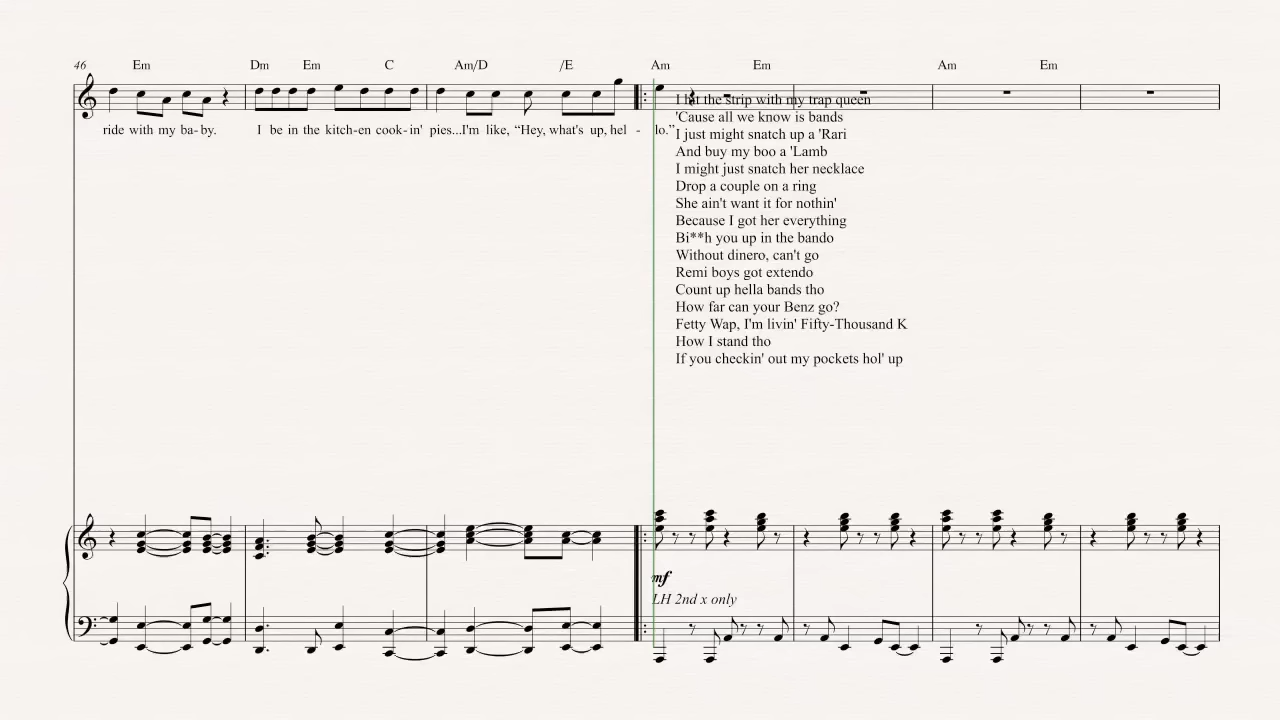 46 Em Dm Em C Am/D /E Am Em Am Em
ride with my ba- by. I be in the kitch-en cook-in' pies...I'm like, “Hey, what's up, hel - lo.”
I hit the strip with my trap queen
'Cause all we know is bands
I just might snatch up a 'Rari
And buy my boo a 'Lamb
I might just snatch her necklace
Drop a couple on a ring
She ain't want it for nothin'
Because I got her everything
Bi**h you up in the bando
Without dinero, can't go
Remi boys got extendo
Count up hella bands tho
How far can your Benz go?
Fetty Wap, I'm livin' Fifty-Thousand K
How I stand tho
If you checkin' out my pockets hol' up
mf
LH 2nd x only